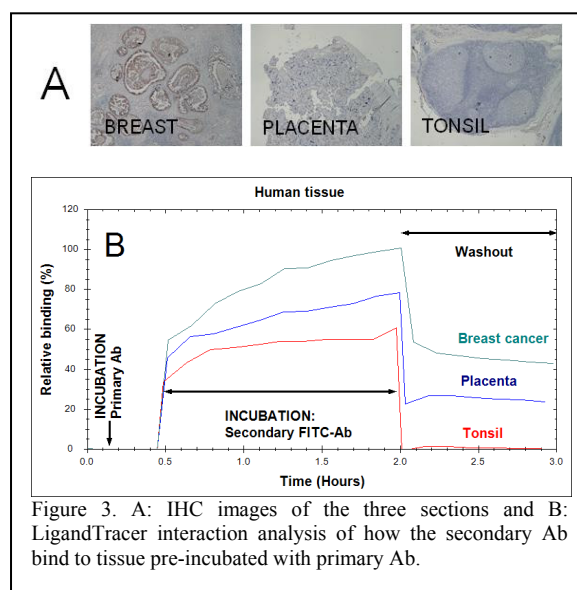 A
BREAST
PLACENTA
TONSIL
Human tissue
B
Relative binding (%)
120
100
80
60
40
20
0
INCUBATION
Primary Ab
Washout
Breast cancer
Placenta
Tonsil
INCUBATION:
Secondary FITC-Ab
0.0
0.5
1.0
1.5
2.0
2.5
3.0
Time (Hours)
Figure 3. A: IHC images of the three sections and B:
LigandTracer interaction analysis of how the secondary Ab
bind to tissue pre-incubated with primary Ab.